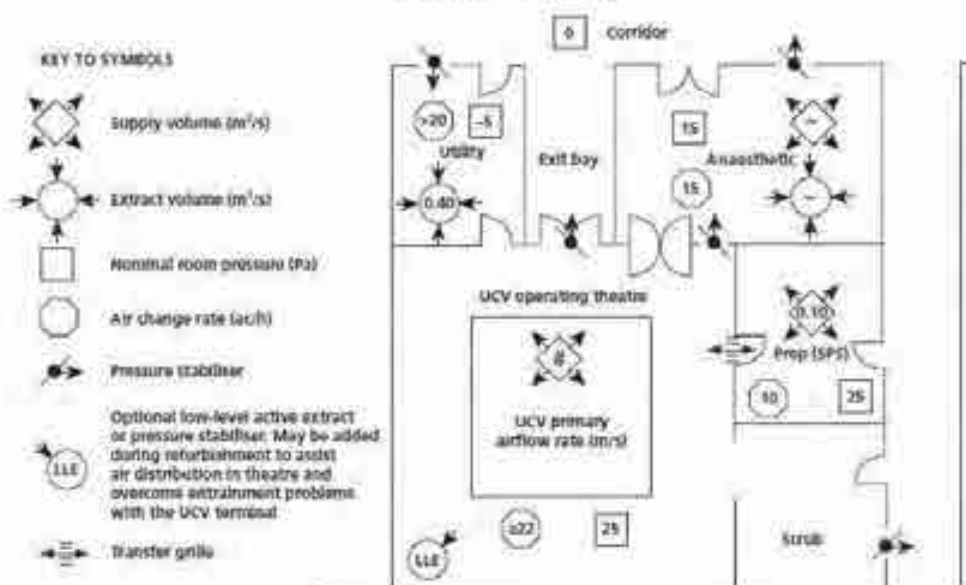 0 Corridor
KEY TO SYMBOLS
Supply volume (m³/s)
Extract volume (m³/s)
Nominal room pressure (Pa)
Air change rate (ac/h)
Pressure stabiliser
LLE
Optional low-level active extract
or pressure stabiliser. May be added
during refurbishment to assist
air distribution in theatre and
overcome entrainment problems
with the UCV terminal
Transfer grille
>20 -5
Utility
0.40
Exit bay
15
Anaesthetic
15
~
~
UCV operating theatre
#
UCV primary
airflow rate (m/s)
≥22 25
LLE
0.10
Prep (SPS)
10 25
Scrub